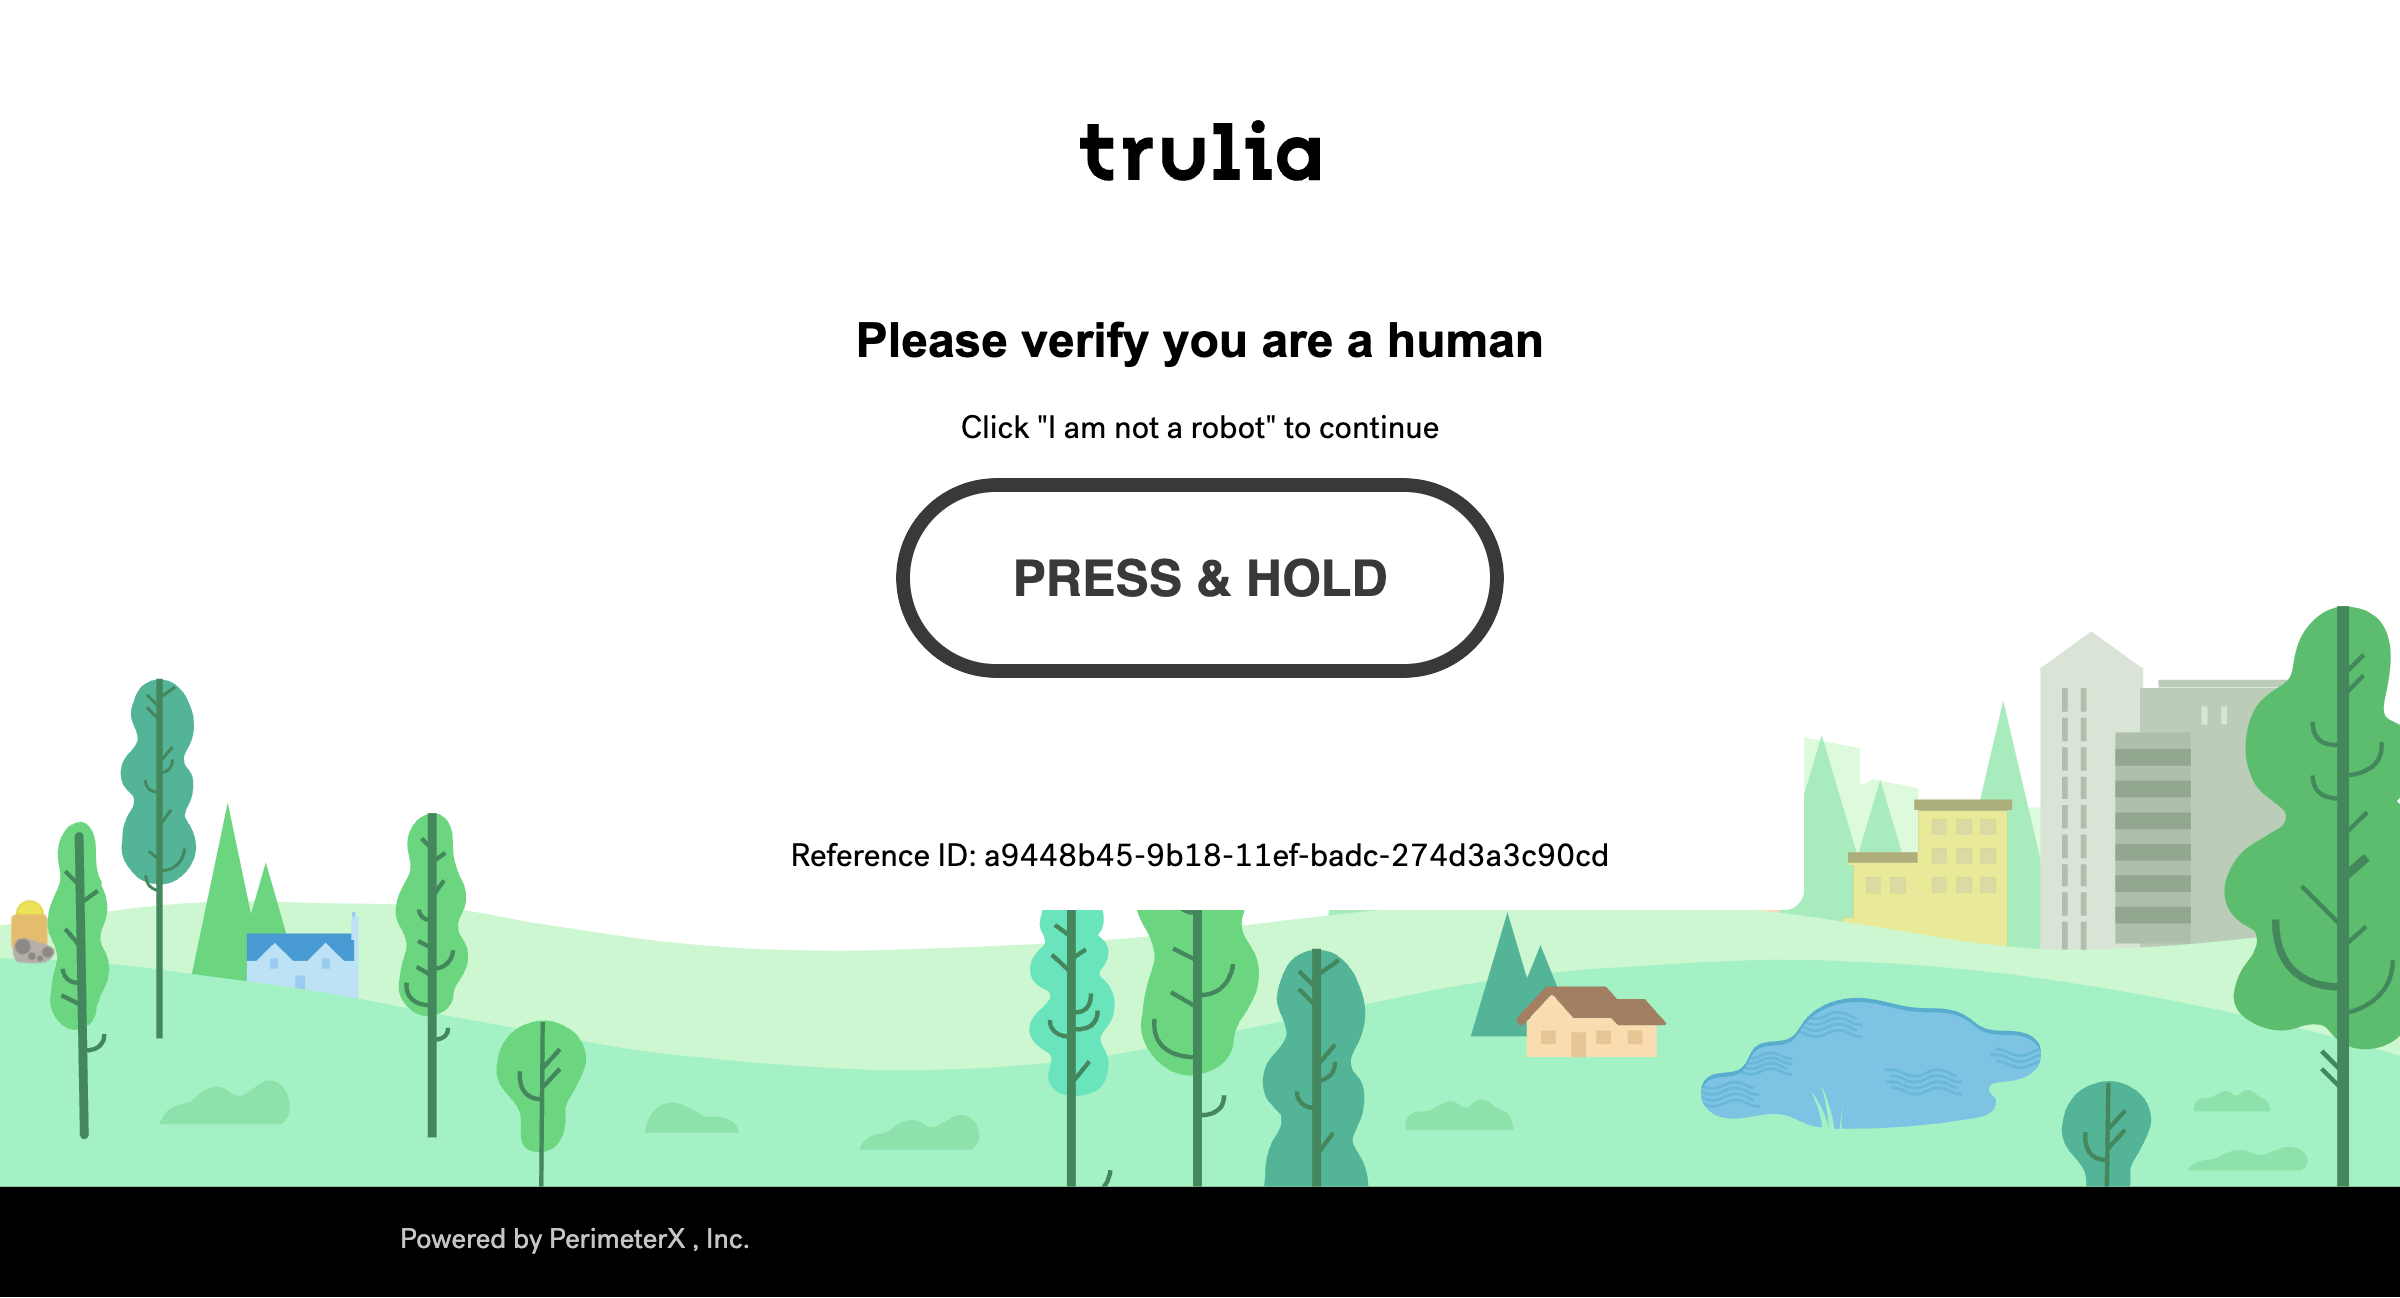 trulia
Please verify you are a human
Click "I am not a robot" to continue
PRESS & HOLD
Reference ID: a9448b45-9b18-11ef-badc-274d3a3c90cd
Powered by PerimeterX , Inc.